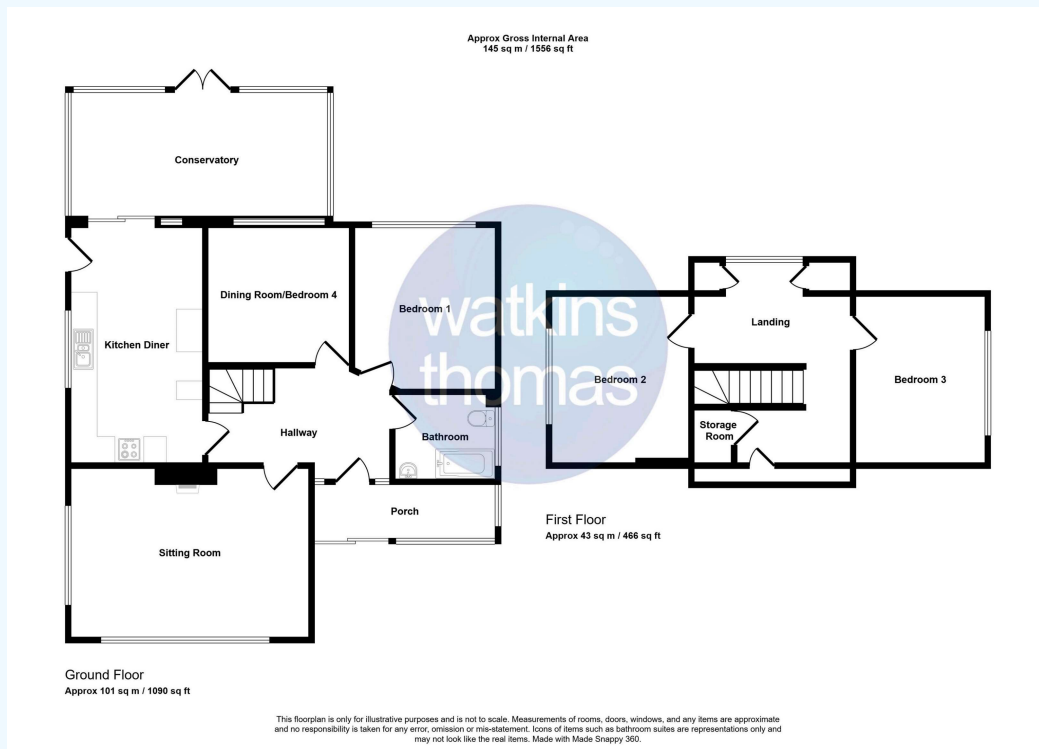 Approx Gross Internal Area
145 sq m / 1556 sq ft
Conservatory
Dining Room/Bedroom 4
Bedroom 1
Kitchen Diner
Hallway
Bathroom
Porch
Sitting Room
watkins
thomas
Landing
Bedroom 2
Bedroom 3
Storage
Room
First Floor
Approx 43 sq m / 466 sq ft
Ground Floor
Approx 101 sq m / 1090 sq ft
This floorplan is only for illustrative purposes and is not to scale. Measurements of rooms, doors, windows, and any items are approximate
and no responsibility is taken for any error, omission or mis-statement. Icons of items such as bathroom suites are representations only and
may not look like the real items. Made with Made Snappy 360.